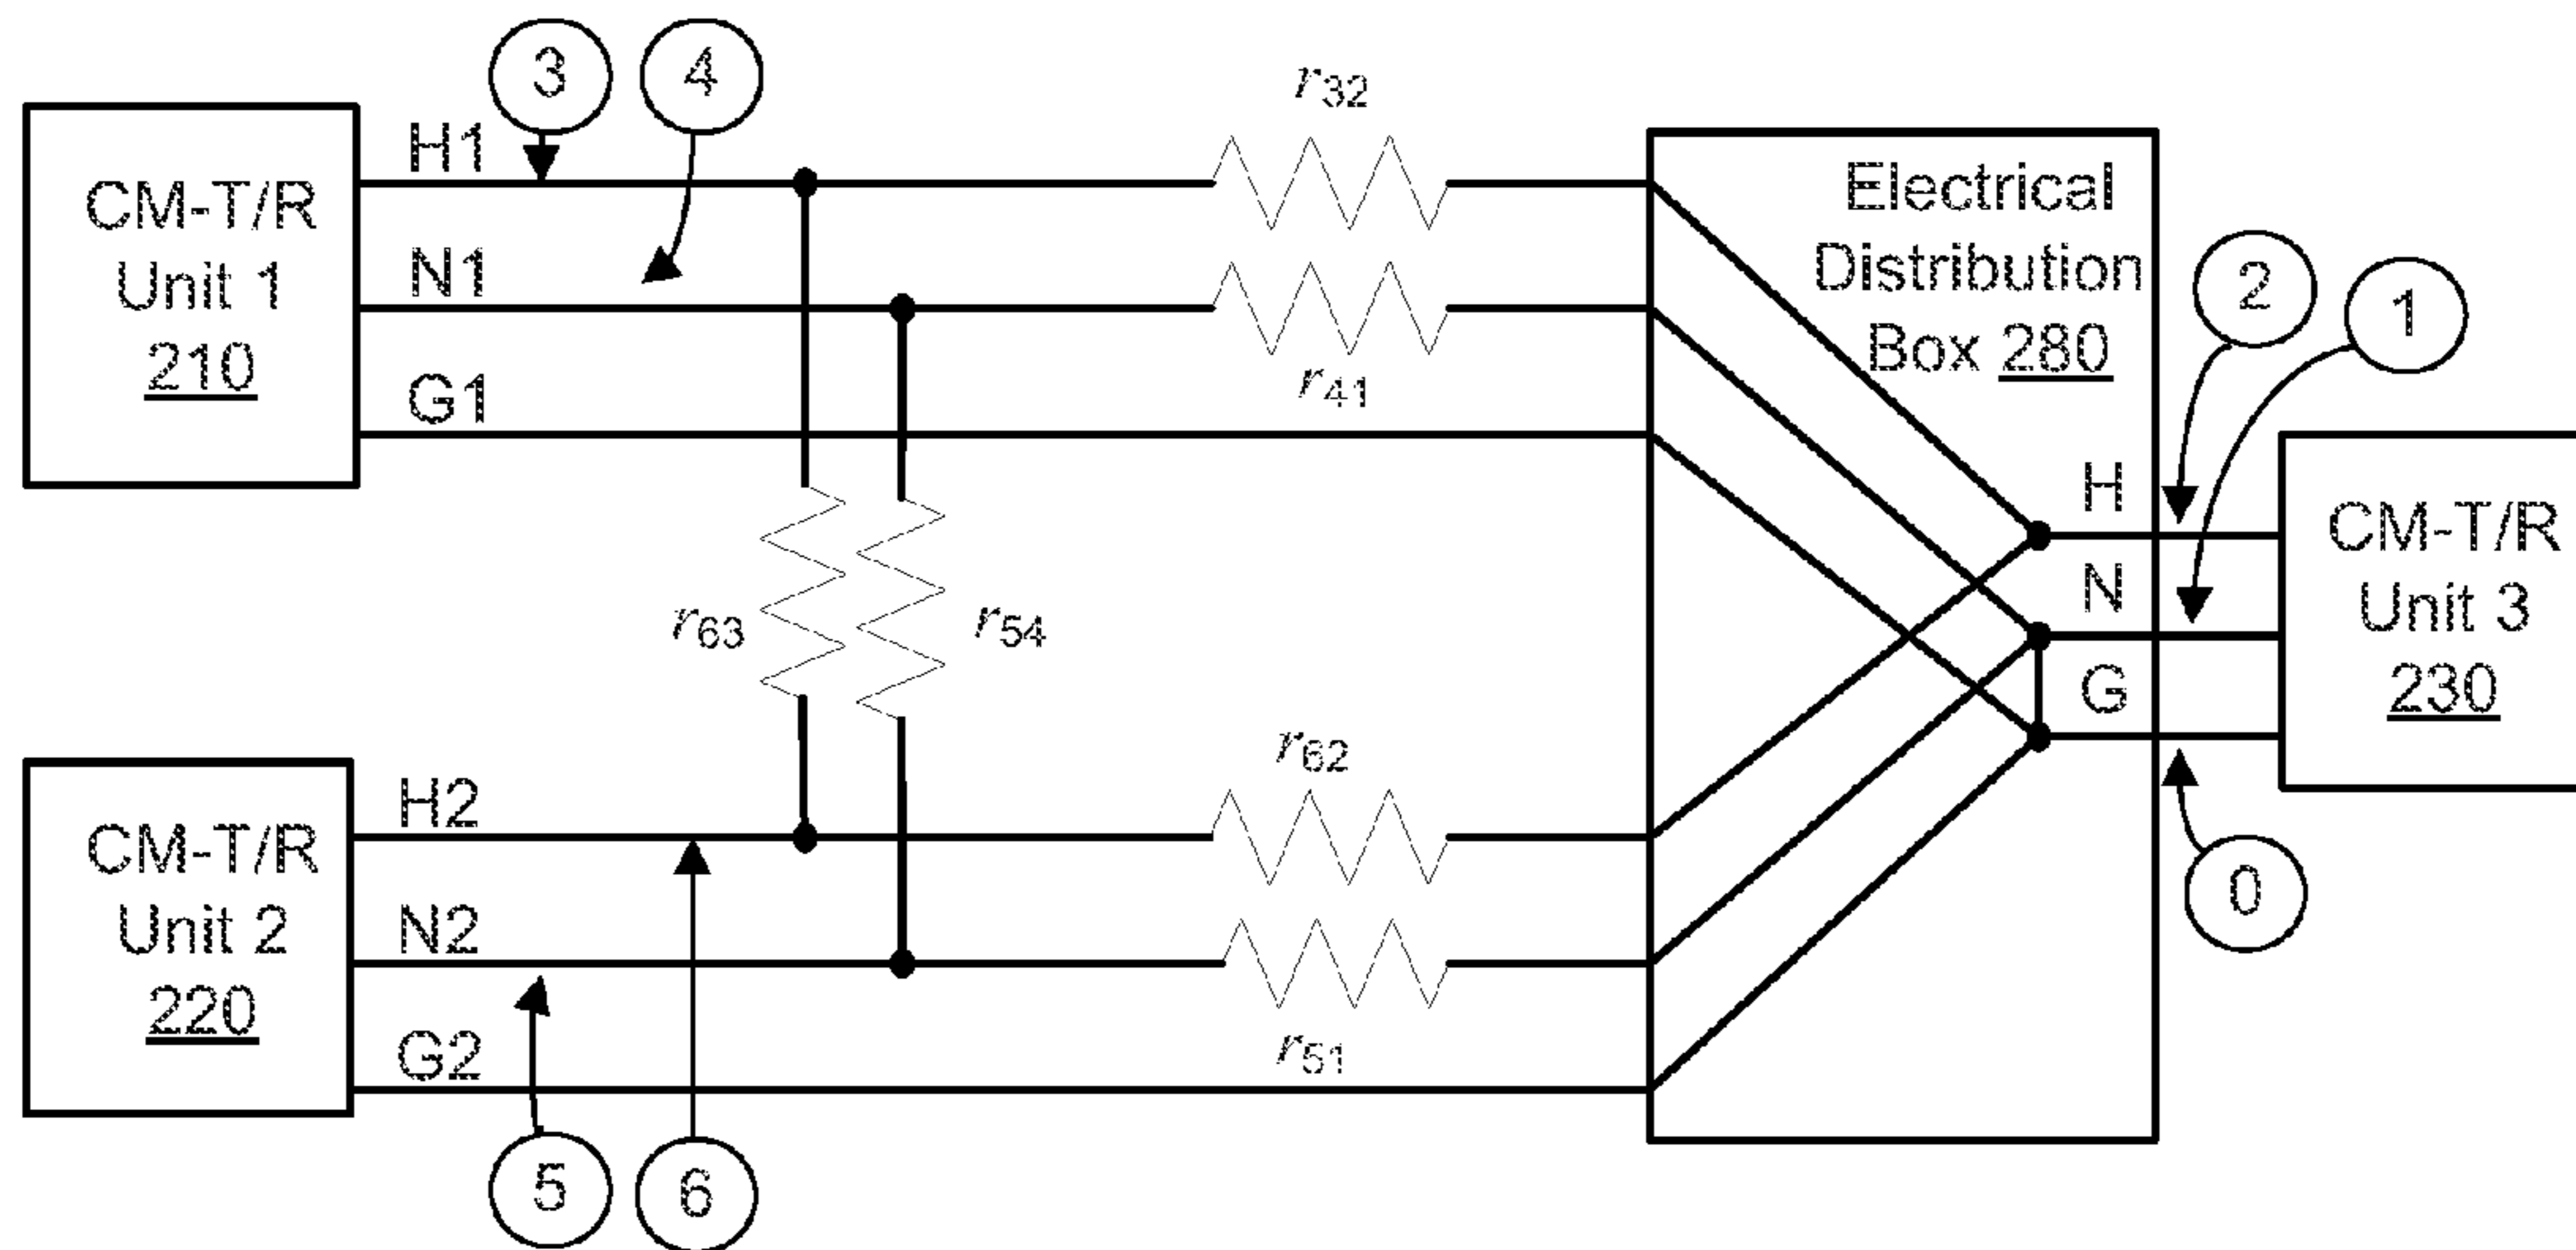 3
4
r32
H1
CM-T/R
Unit 1
210
N1
r41
G1
Electrical
Distribution
Box 280
2
1
H
N
G
CM-T/R
Unit 3
230
r63
r54
r62
0
H2
CM-T/R
Unit 2
220
N2
r51
G2
5
6